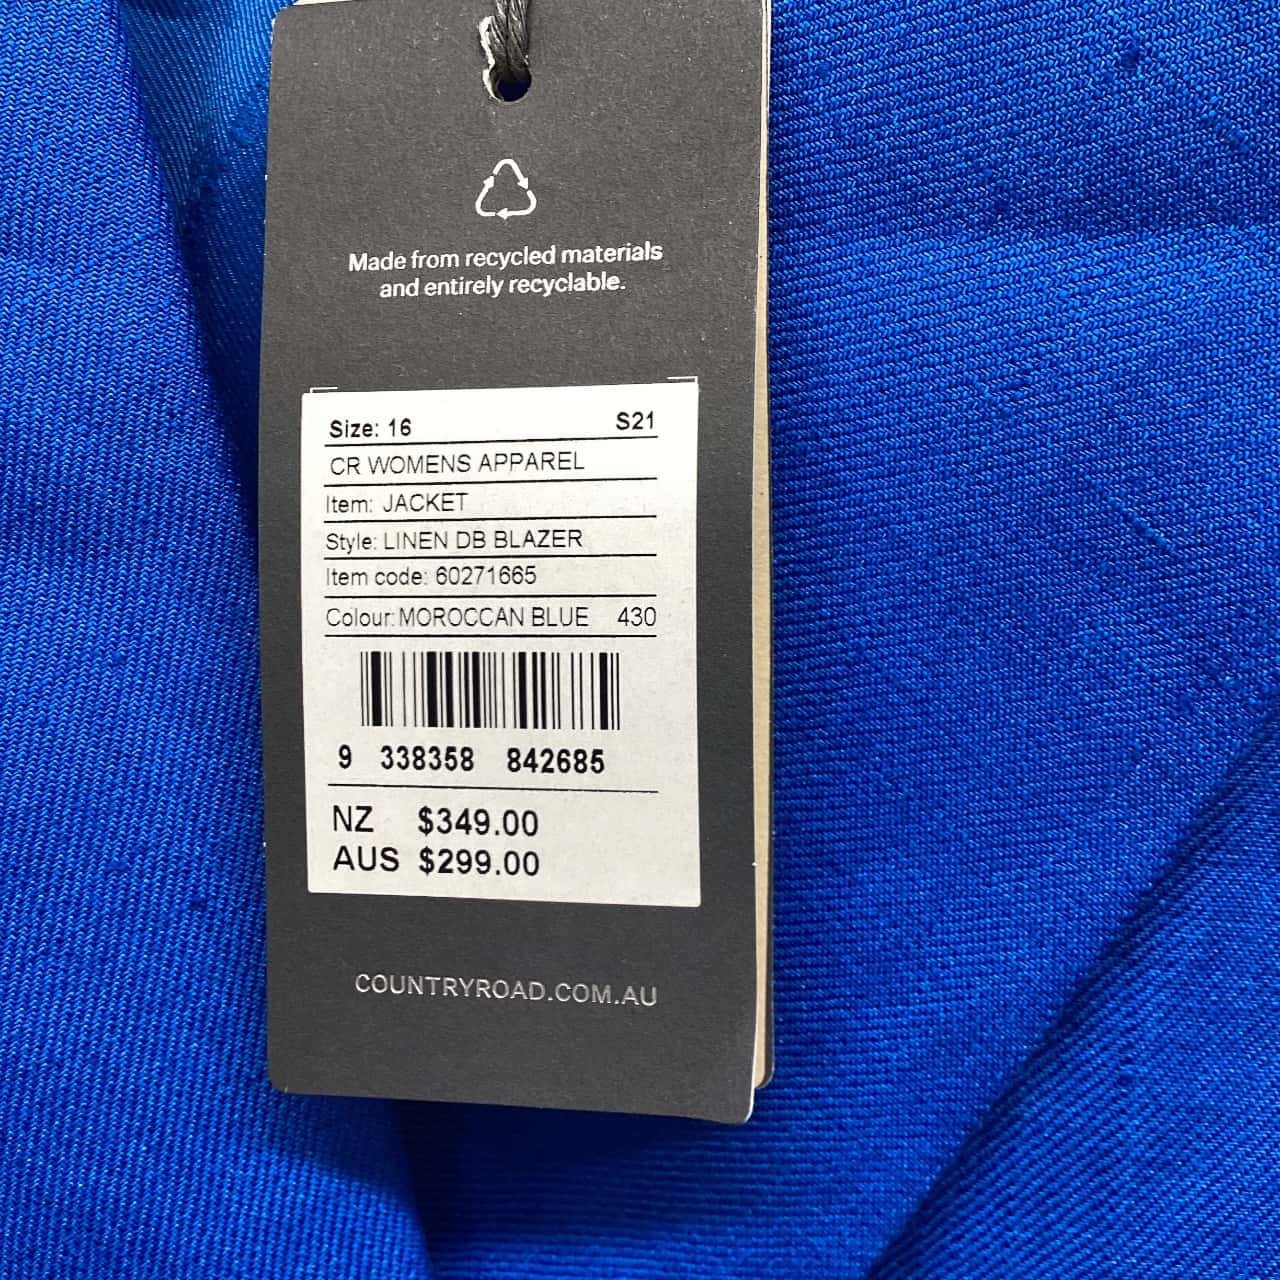 Made from recycled materials
and entirely recyclable.
Size: 16 S21
CR WOMENS APPAREL
Item: JACKET
Style: LINEN DB BLAZER
Item code: 60271665
Colour: MOROCCAN BLUE 430
9 338358 842685
NZ $349.00
AUS $299.00
COUNTRYROAD.COM.AU